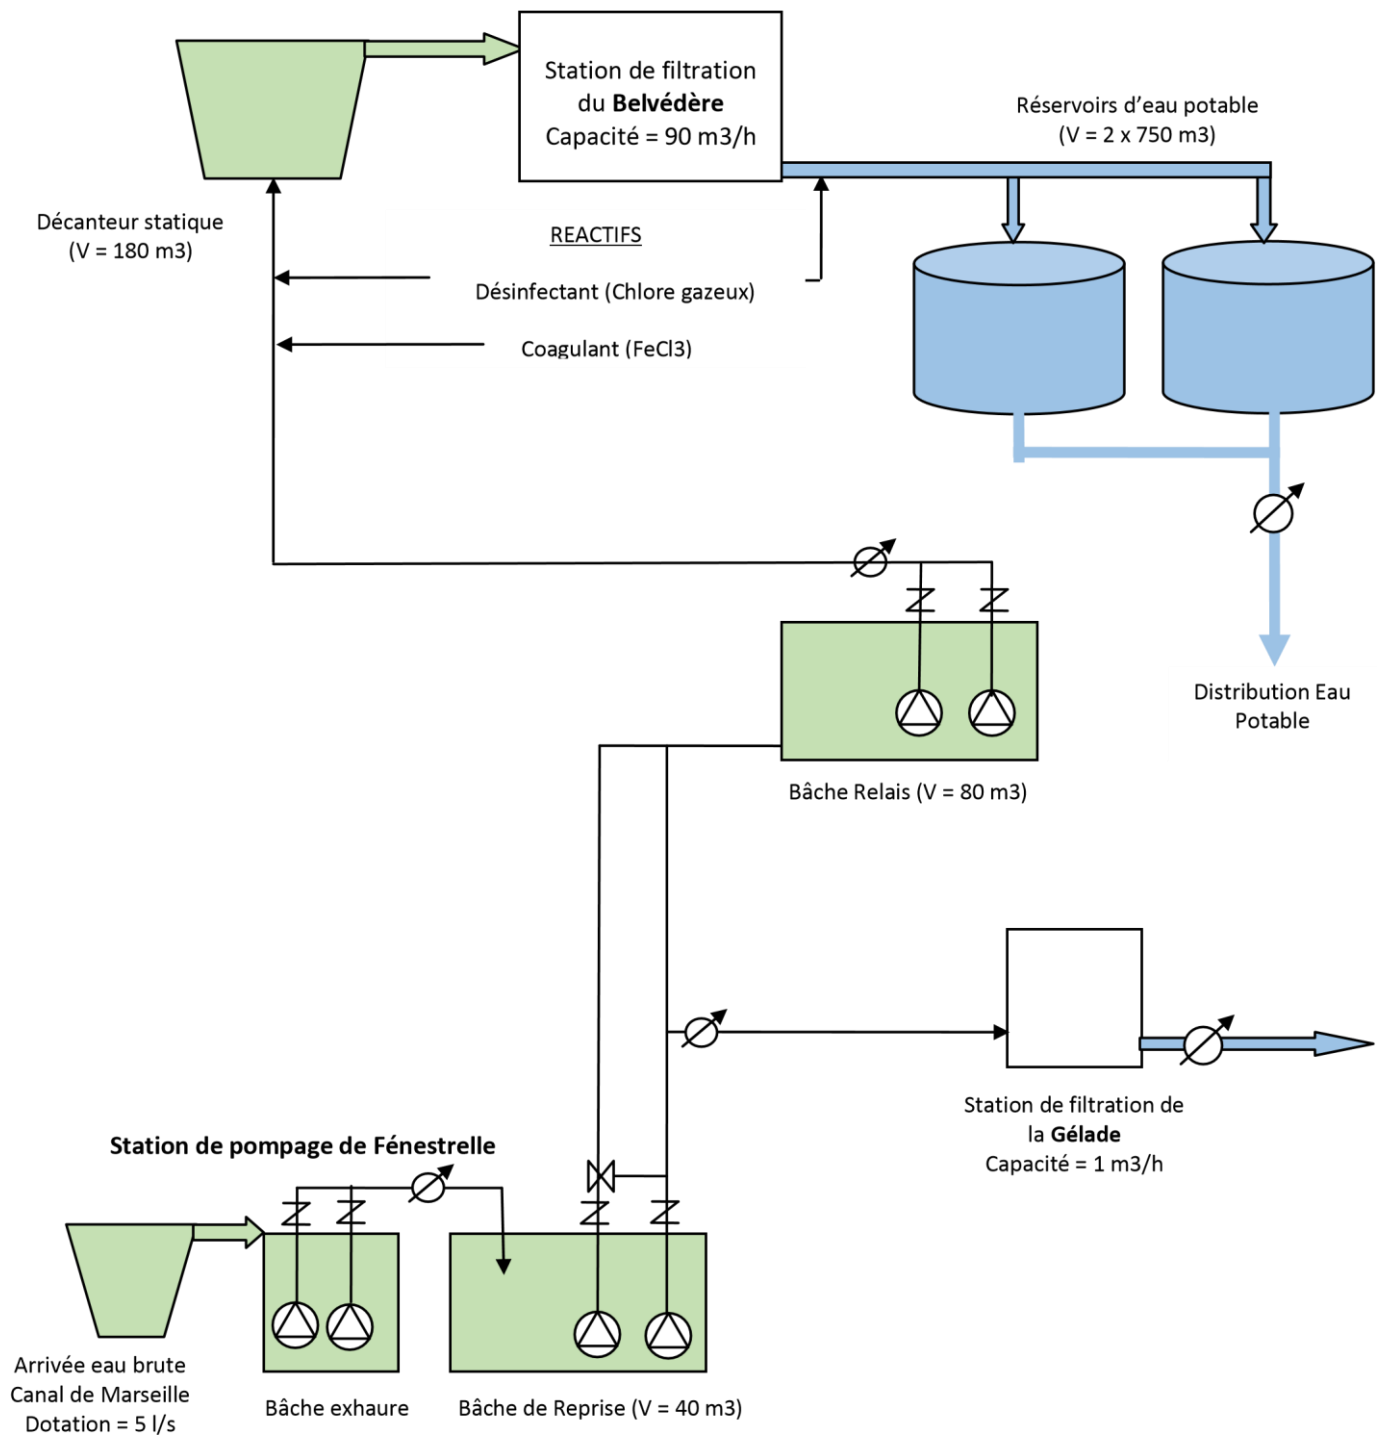 Station de filtration
du Belvédère
Capacité = 90 m3/h
Réservoirs d’eau potable
(V = 2 x 750 m3)
Décanteur statique
(V = 180 m3)
REACTIFS
Désinfectant (Chlore gazeux)
Coagulant (FeCl3)
Distribution Eau
Potable
Bâche Relais (V = 80 m3)
Station de filtration de
la Gélade
Capacité = 1 m3/h
Station de pompage de Fénestrelle
Arrivée eau brute
Canal de Marseille
Dotation = 5 l/s
Bâche exhaure
Bâche de Reprise (V = 40 m3)